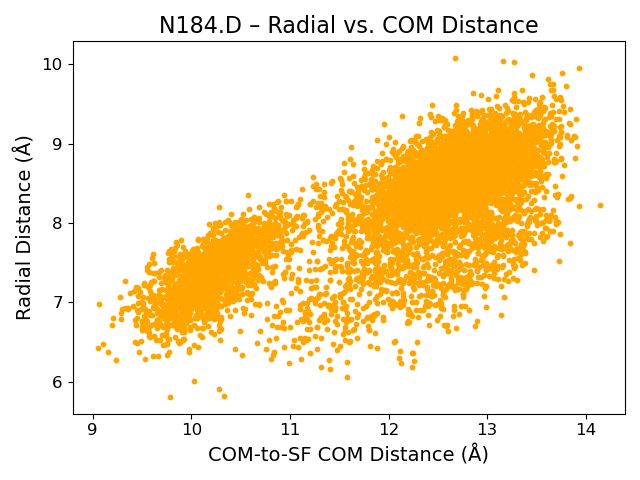 N184.D – Radial vs. COM Distance
Radial Distance (Å)
10
9
8
7
6
9 10 11 12 13 14
COM-to-SF COM Distance (Å)